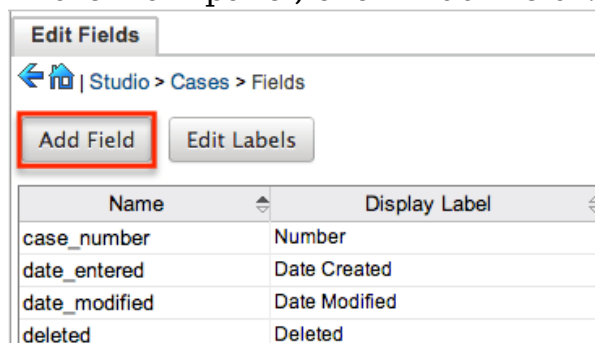 Edit Fields
| Studio > Cases > Fields
Add Field Edit Labels
Name Display Label
case_number Number
date_entered Date Created
date_modified Date Modified
deleted Deleted